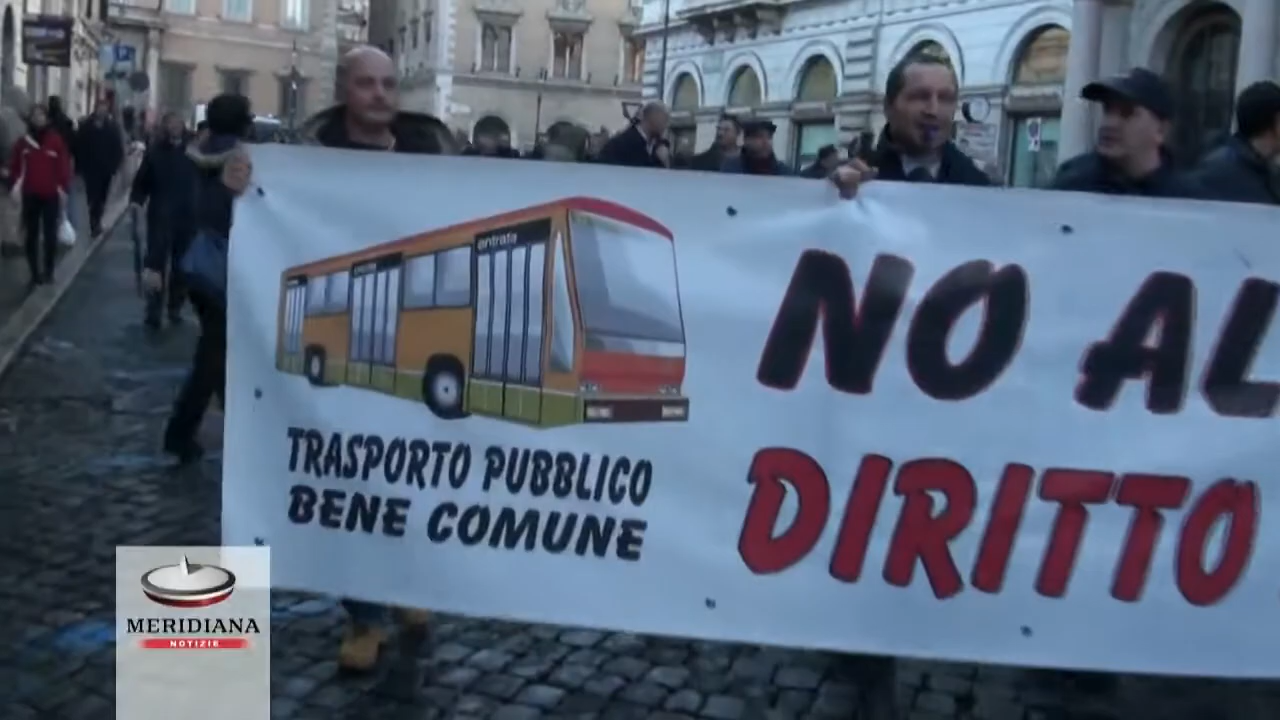 entrata
TRASPORTO PUBBLICO
BENE COMUNE
NO AL
DIRITTO
MERIDIANA
NOTIZIE